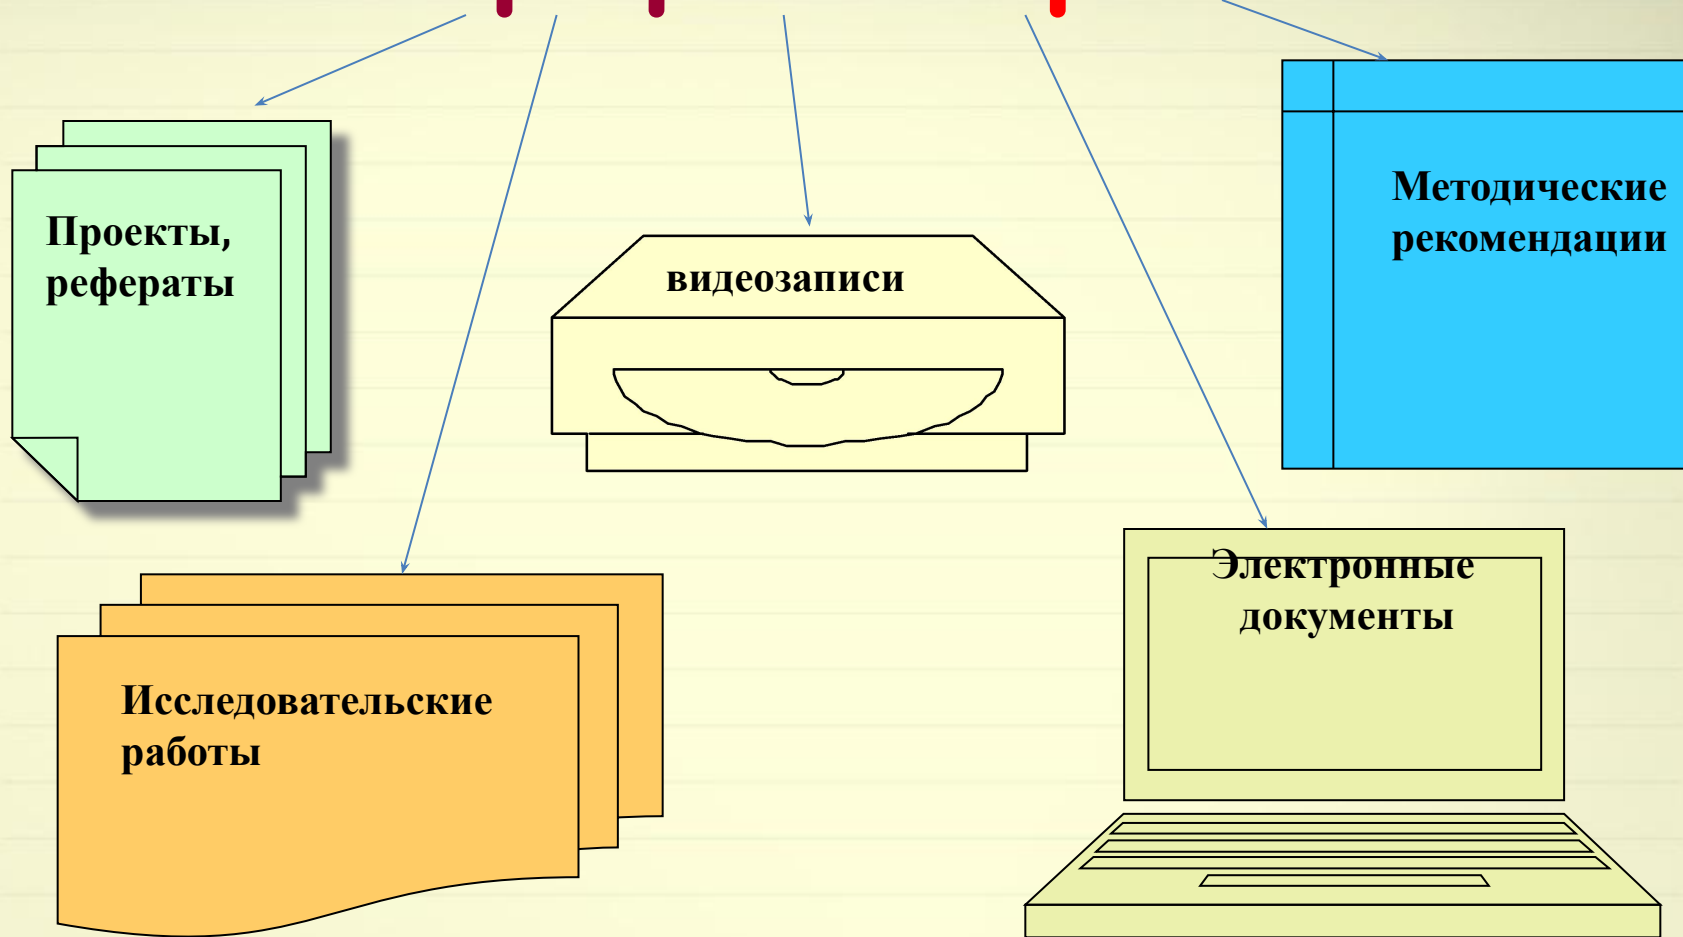 Проекты,
рефераты
видеозаписи
Методические
рекомендации
Исследовательские
работы
Электронные
документы